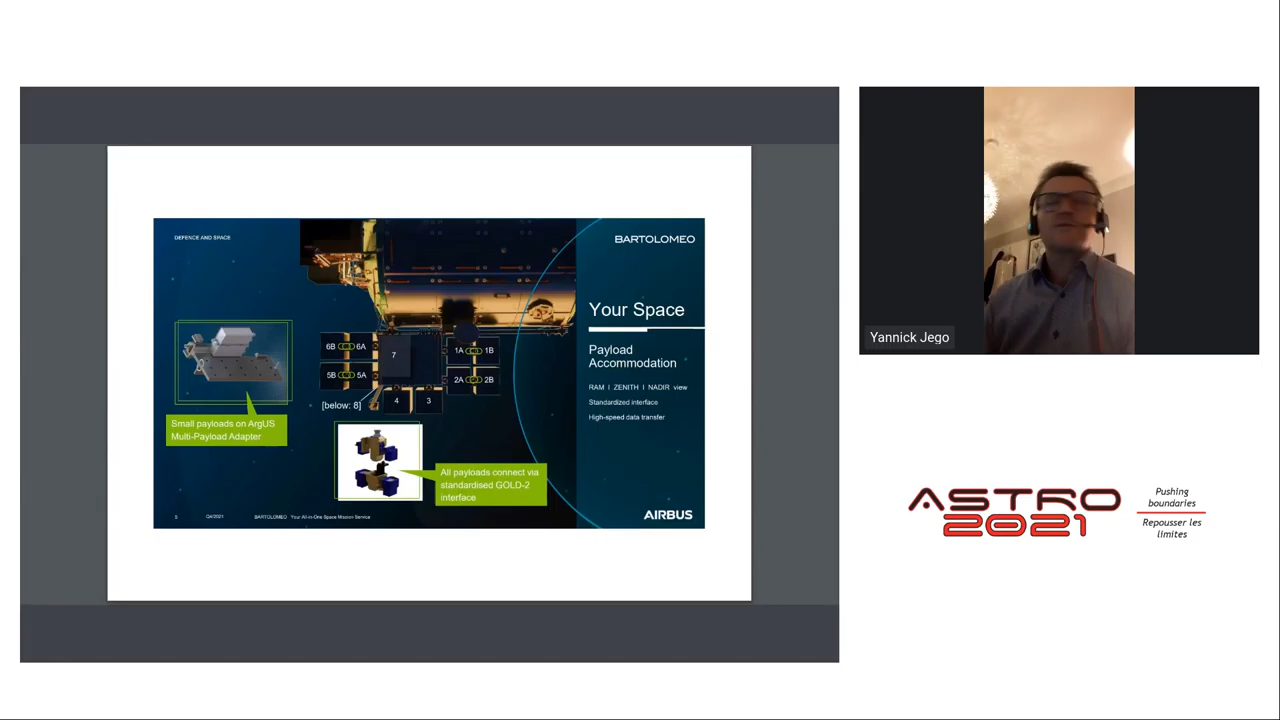 DEFENCE AND SPACE
BARTOLOMEO
Your Space
Payload
Accommodation
RAM I ZENITH I NADIR view
Standardized interface
High-speed data transfer
6B 6A
7
1A 1B
5B 5A
2A 2B
[below: 8]
4
3
Small payloads on ArgUS
Multi-Payload Adapter
All payloads connect via
standardised GOLD-2
interface
5
Q4/2021
BARTOLOMEO Your All-in-One Space Mission Service
AIRBUS
Yannick Jego
ASTRO
2021
Pushing
boundaries
Repousser les
limites